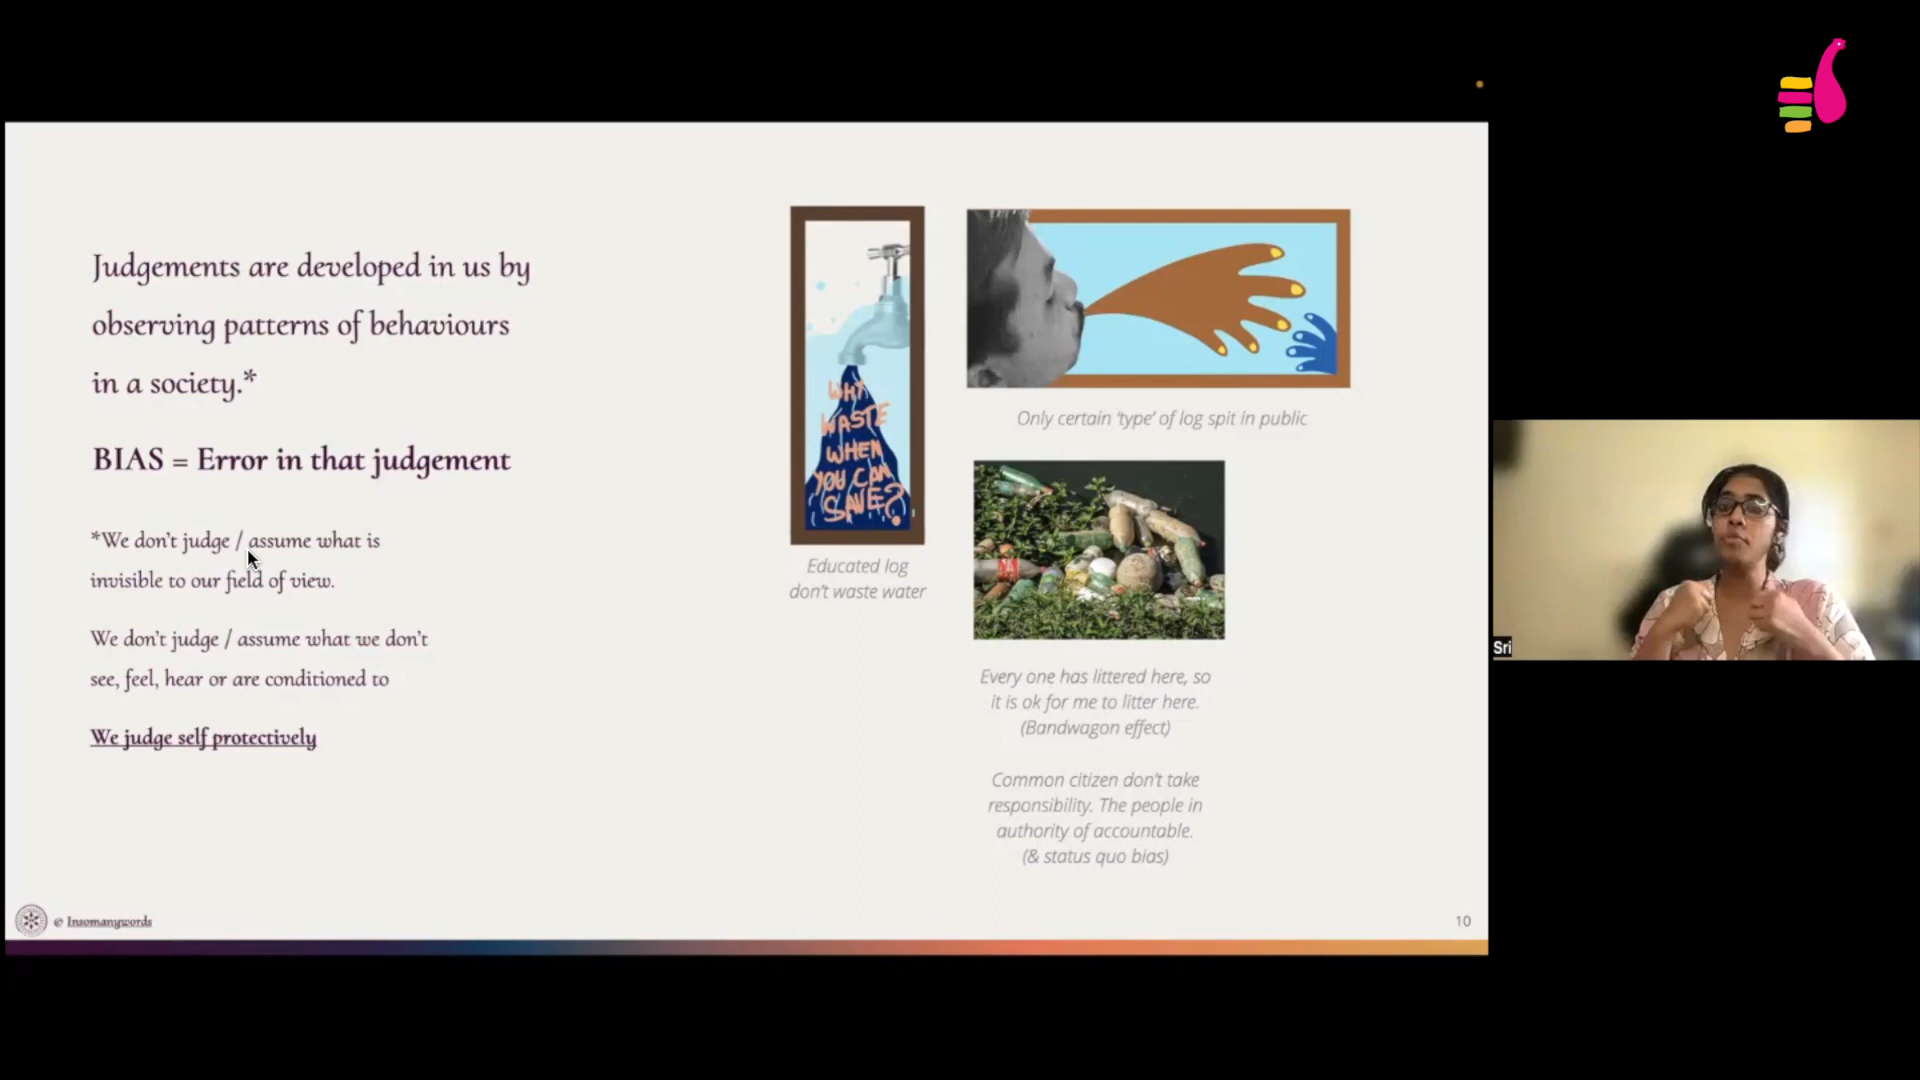 Judgements are developed in us by
observing patterns of behaviours
in a society.*
BIAS = Error in that judgement
*We don't judge / assume what is
invisible to our field of view.
We don't judge / assume what we don't
see, feel, hear or are conditioned to
We judge self protectively
WHY
WASTE
WHEN
YOU CAN
SAVE?
Educated log
don't waste water
Only certain 'type' of log spit in public
Every one has littered here, so
it is ok for me to litter here.
(Bandwagon effect)
Common citizen don't take
responsibility. The people in
authority of accountable.
(& status quo bias)
@ Insomanywords
10
Sri